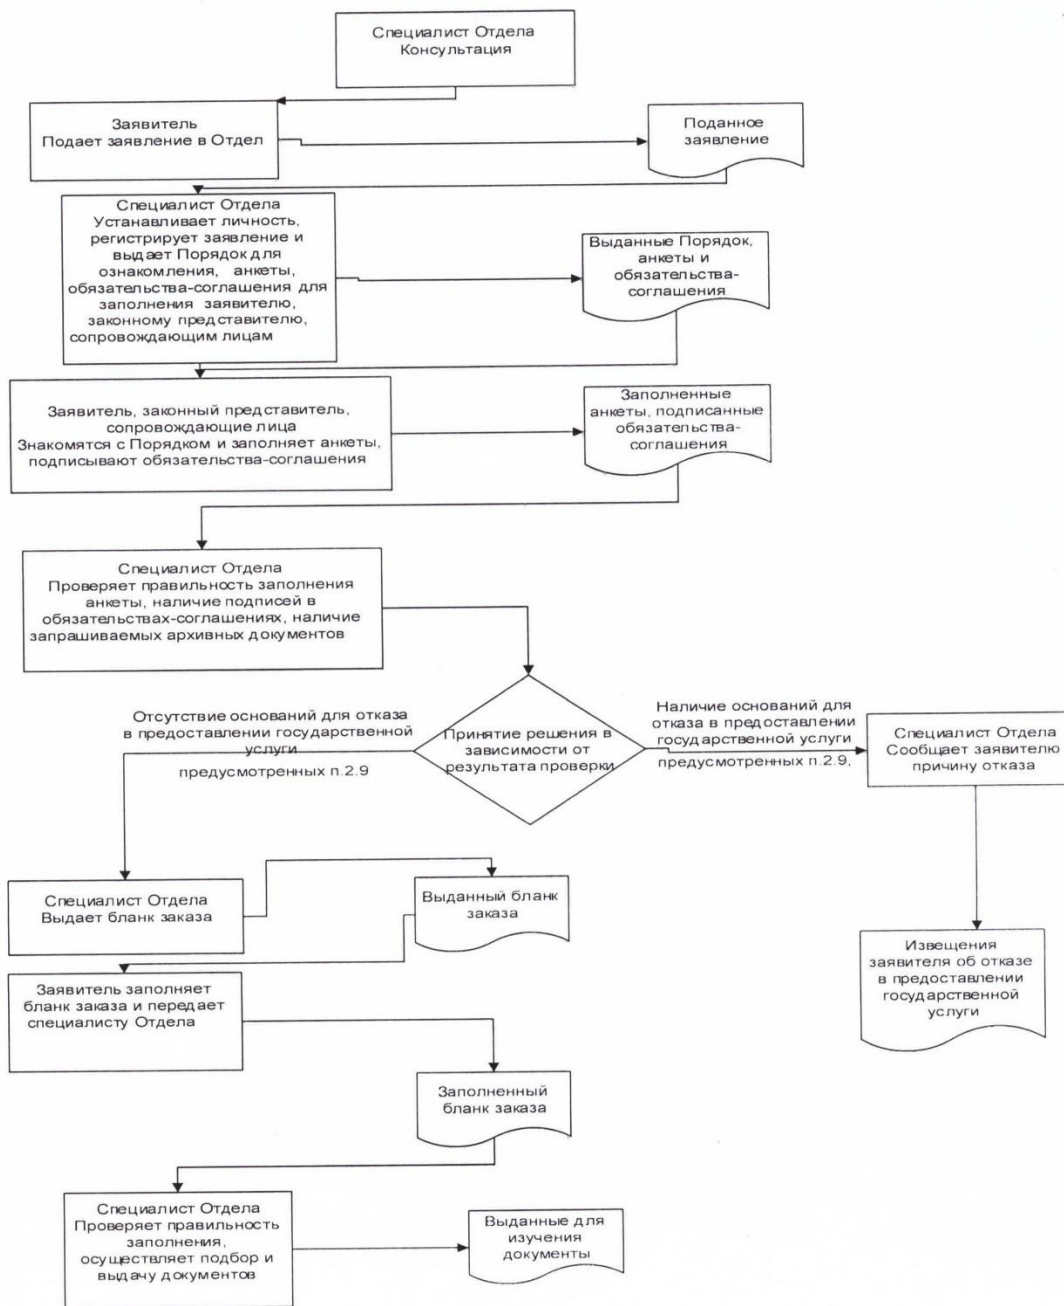 Специалист Отдела
Консультация
Заявитель
Подает заявление в Отдел
Поданное
заявление
Специалист Отдела
Устанавливает личность,
регистрирует заявление и
выдает Порядок для
ознакомления, анкеты,
обязательства-соглашения для
заполнения заявителю,
законному представителю,
сопровождающим лицам
Выданные Порядок,
анкеты и
обязательства-
соглашения
Заявитель, законный представитель,
сопровождающие лица
Знакомятся с Порядком и заполняет анкеты,
подписывают обязательства-соглашения
Заполненные
анкеты, подписанные
обязательства-
соглашения
Специалист Отдела
Проверяет правильность заполнения
анкеты, наличие подписей в
обязательствах-соглашениях, наличие
запрашиваемых архивных документов
Отсутствие оснований для отказа
в предоставлении государственной
услуги
предусмотренных п.2.9
Принятие решения в
зависимости от
результата проверки
Наличие оснований для
отказа в предоставлении
государственной услуги
предусмотренных п.2.9,
Специалист Отдела
Сообщает заявителю
причину отказа
Специалист Отдела
Выдает бланк заказа
Выданный бланк
заказа
Извещения
заявителя об отказе
в предоставлении
государственной
услуги
Заявитель заполняет
бланк заказа и передает
специалисту Отдела
Заполненный
бланк заказа
Специалист Отдела
Проверяет правильность
заполнения,
осуществляет подбор и
выдачу документов
Выданные для
изучения
документы